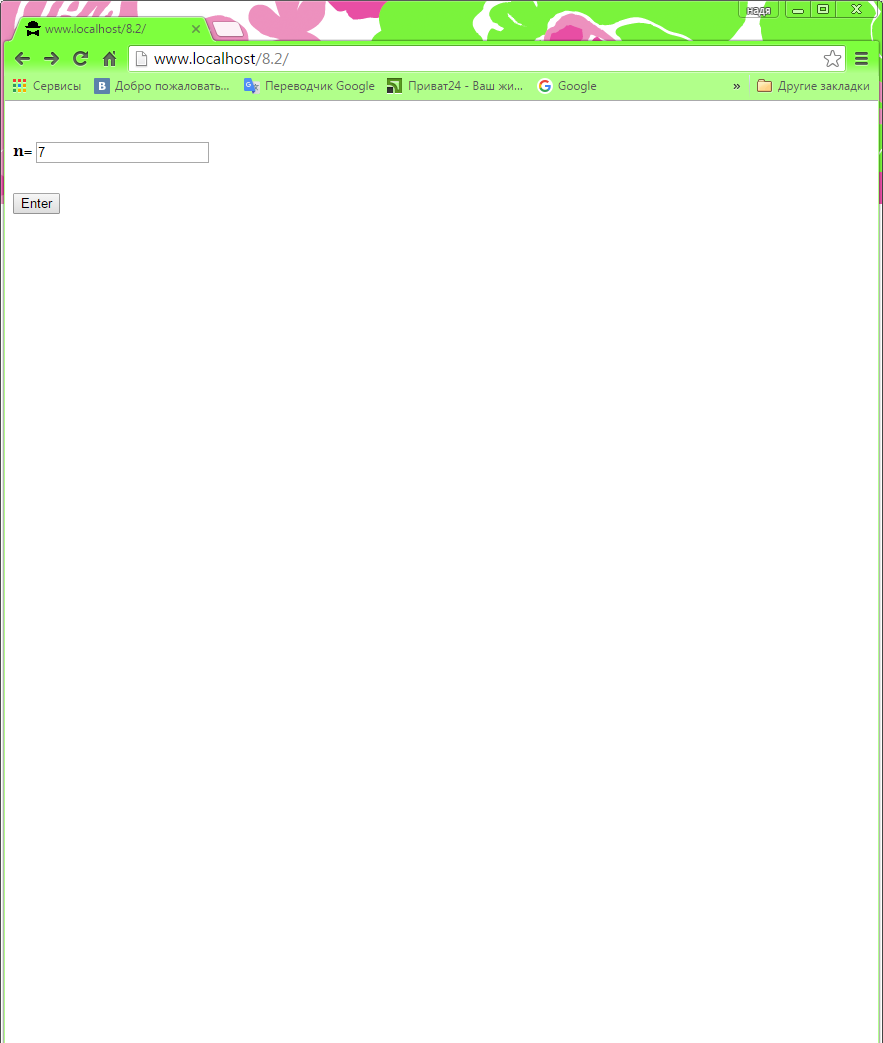 надя
www.localhost/8.2/
www.localhost/8.2/
Сервисы
В Добро пожаловать...
Переводчик Google
Приват24 - Ваш жи...
G Google
»
Другие закладки
n= 7
Enter